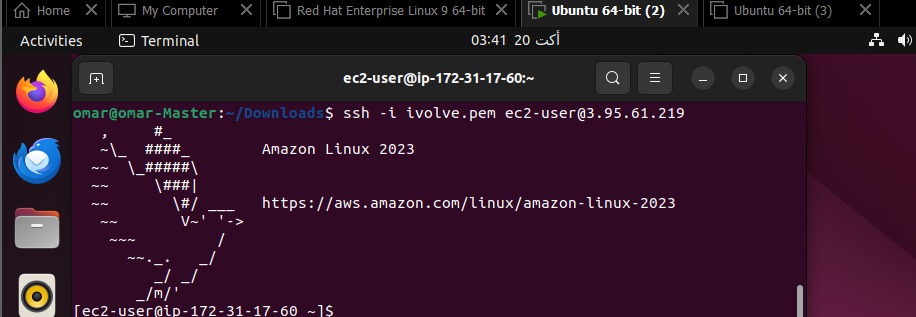 Home My Computer Red Hat Enterprise Linux 9 64-bit Ubuntu 64-bit (2) Ubuntu 64-bit (3)
Activities Terminal 03:41 20 أكت
ec2-user@ip-172-31-17-60:~
omar@omar-Master:~/Downloads$ ssh -i ivolve.pem ec2-user@3.95.61.219
   ,     #_
   ~\_  ####_        Amazon Linux 2023
  ~~  \_#####\
  ~~     \###|
  ~~       \#/ ___   https://aws.amazon.com/linux/amazon-linux-2023
   ~~       V~' '->
    ~~~         /
      ~~._.   _/
         _/ _/
       _/m/'
[ec2-user@ip-172-31-17-60 ~]$